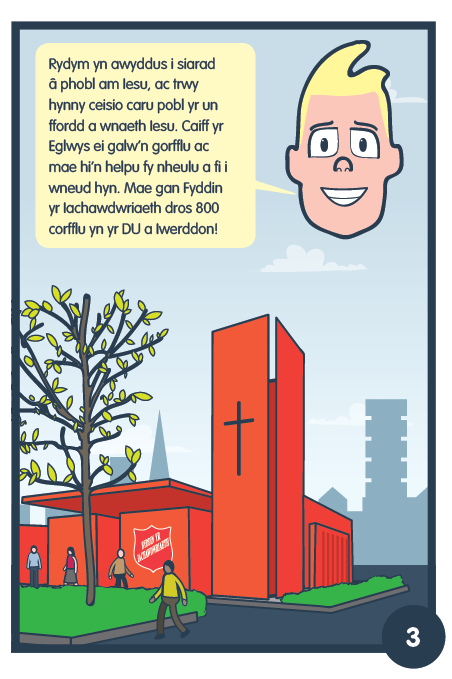 Rydym yn awyddus i siarad
â phobl am Iesu, ac trwy
hynny ceisio caru pobl yr un
ffordd a wnaeth Iesu. Caiff yr
Eglwys ei galw'n gorfflu ac
mae hi'n helpu fy nheulu a fi i
wneud hyn. Mae gan Fyddin
yr Iachawdwriaeth dros 800
corfflu yn yr DU a Iwerddon!
BYDDIN YR
IACHAWDWRIAETH
3